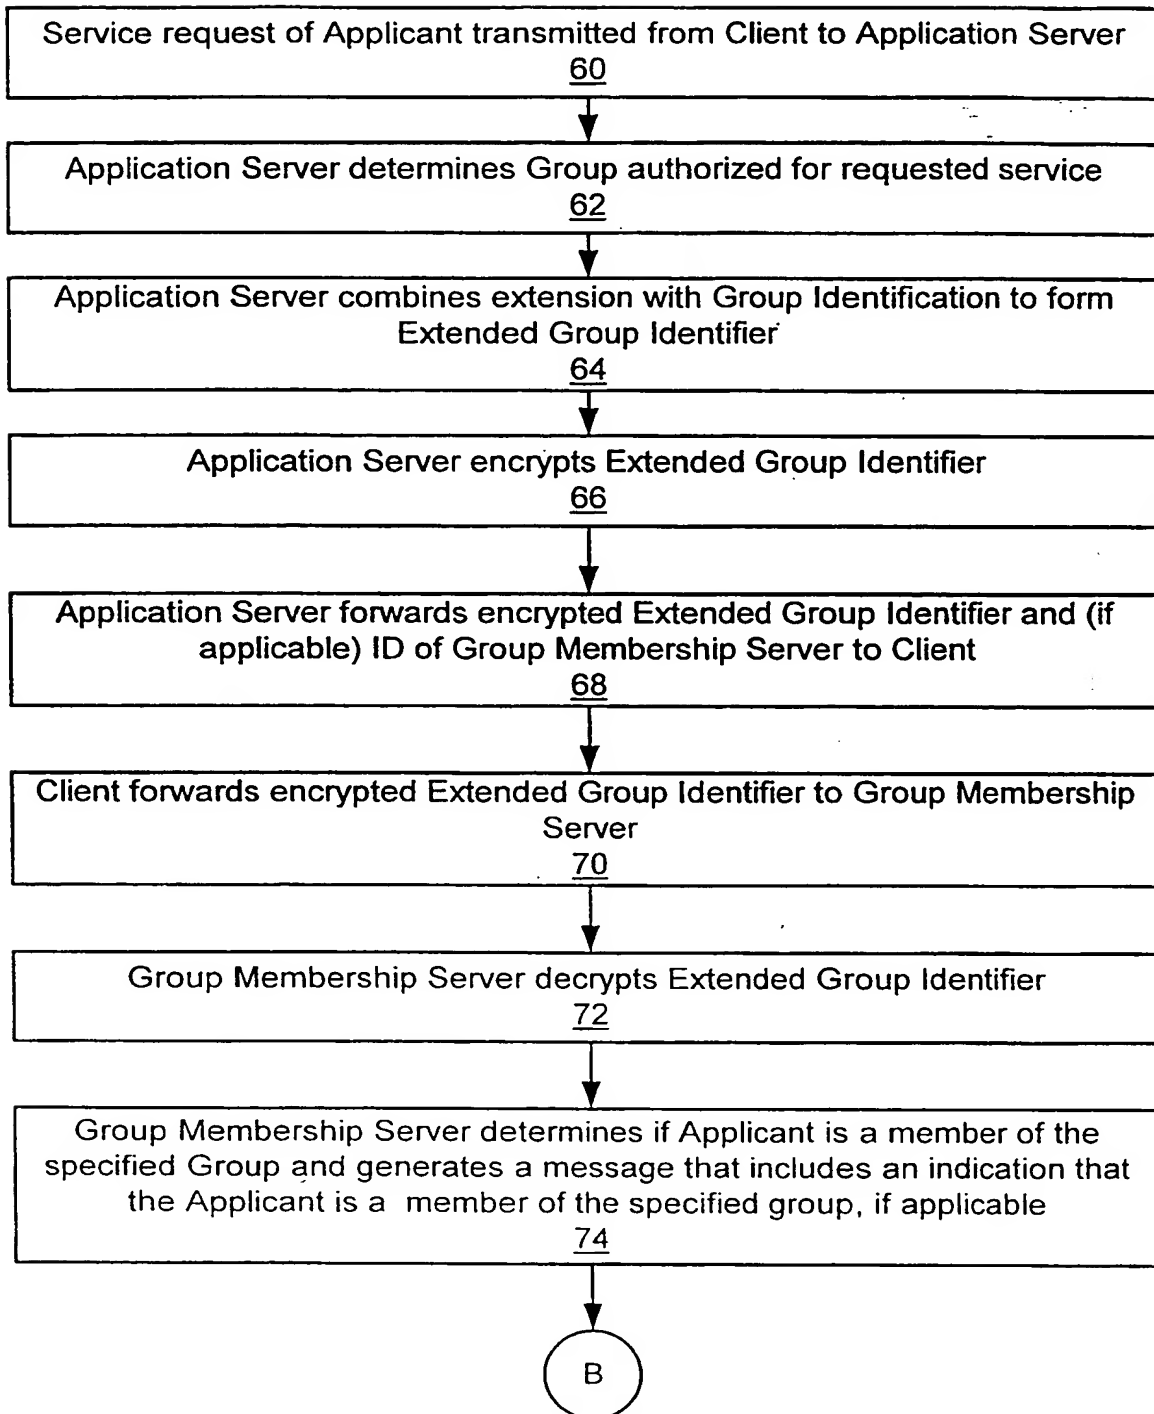 Service request of Applicant transmitted from Client to Application Server
60
Application Server determines Group authorized for requested service
62
Application Server combines extension with Group Identification to form
Extended Group Identifier
64
Application Server encrypts Extended Group Identifier
66
Application Server forwards encrypted Extended Group Identifier and (if
applicable) ID of Group Membership Server to Client
68
Client forwards encrypted Extended Group Identifier to Group Membership
Server
70
Group Membership Server decrypts Extended Group Identifier
72
Group Membership Server determines if Applicant is a member of the
specified Group and generates a message that includes an indication that
the Applicant is a member of the specified group, if applicable
74
B